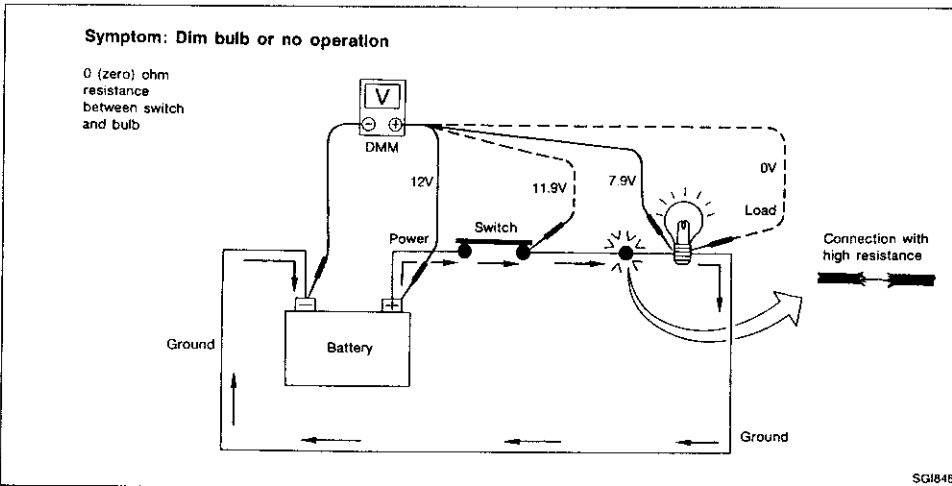 Symptom: Dim bulb or no operation
0 (zero) ohm
resistance
between switch
and bulb
V
DMM
12V
11.9V
7.9V
0V
Load
Switch
Power
Connection with
high resistance
− +
Ground
Battery
Ground